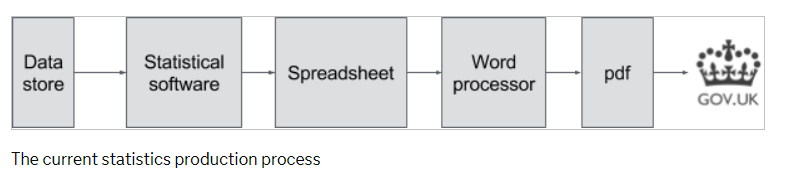 Data
store
Statistical
software
Spreadsheet
Word
processor
pdf
GOV.UK
The current statistics production process